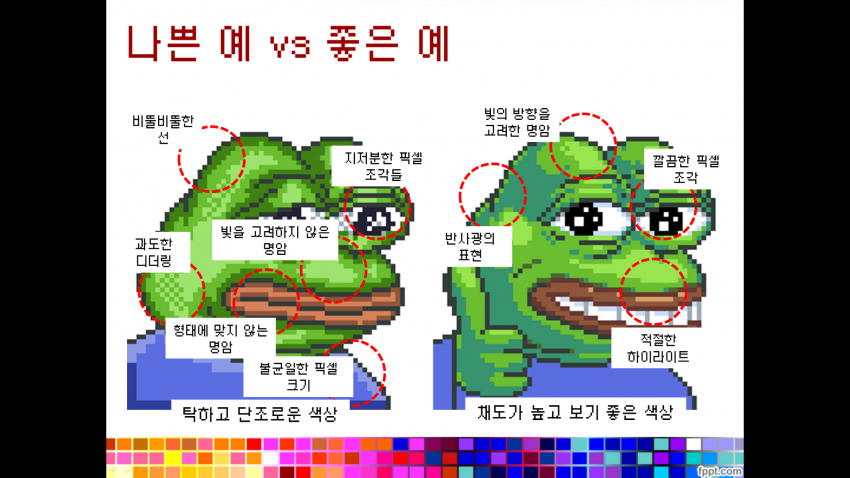 나쁜 예 vs 좋은 예
비뚤비뚤한
선
지저분한 픽셀
조각들
빛을 고려하지 않은
명암
과도한
디더링
형태에 맞지 않는
명암
불균일한 픽셀
크기
탁하고 단조로운 색상
빛의 방향을
고려한 명암
깔끔한 픽셀
조각
반사광의
표현
적절한
하이라이트
채도가 높고 보기 좋은 색상
fppt.com